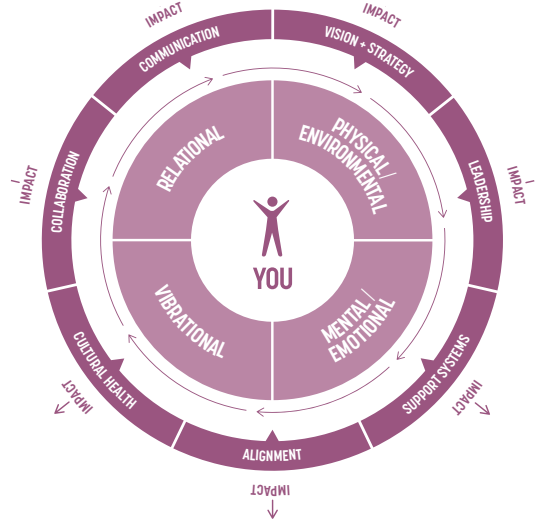 IMPACT
IMPACT
COMMUNICATION
VISION + STRATEGY
RELATIONAL
PHYSICAL/
ENVIRONMENTAL
COLLABORATION
LEADERSHIP
IMPACT
IMPACT
YOU
VIBRATIONAL
MENTAL/
EMOTIONAL
CULTURAL HEALTH
SUPPORT SYSTEMS
IMPACT
IMPACT
ALIGNMENT
IMPACT